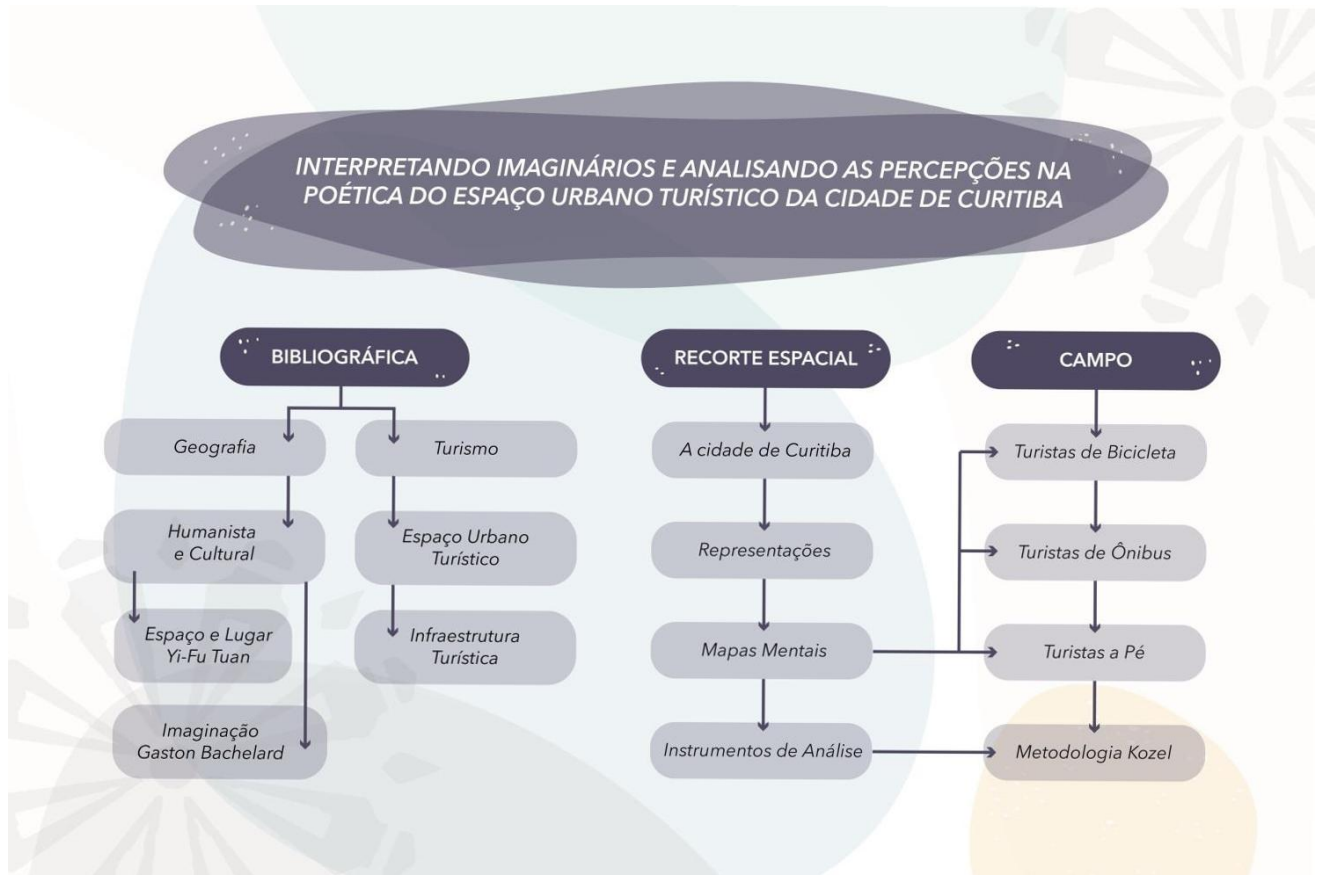 INTERPRETANDO IMAGINÁRIOS E ANALISANDO AS PERCEPÇÕES NA
POÉTICA DO ESPAÇO URBANO TURÍSTICO DA CIDADE DE CURITIBA
BIBLIOGRÁFICA
Geografia
Turismo
Humanista
e Cultural
Espaço Urbano
Turístico
Espaço e Lugar
Yi-Fu Tuan
Infraestrutura
Turística
Imaginação
Gaston Bachelard
RECORTE ESPACIAL
A cidade de Curitiba
Representações
Mapas Mentais
Instrumentos de Análise
CAMPO
Turistas de Bicicleta
Turistas de Ônibus
Turistas a Pé
Metodologia Kozel